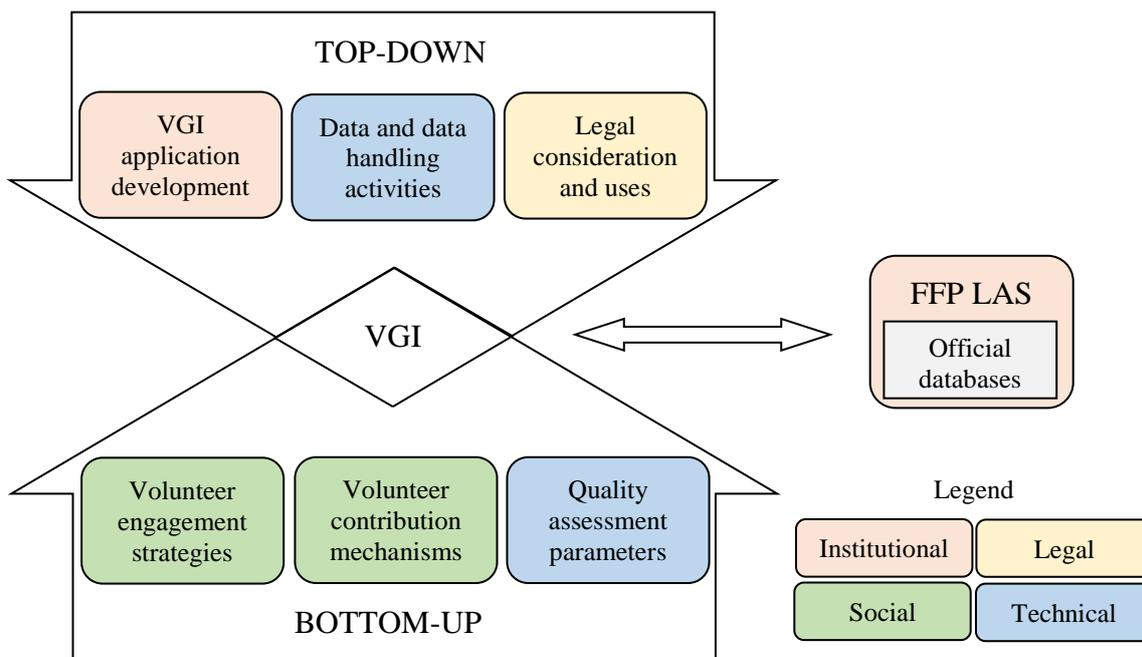 TOP-DOWN
VGI
application
development
Data and data
handling
activities
Legal
consideration
and uses
VGI
FFP LAS
Official
databases
Volunteer
engagement
strategies
Volunteer
contribution
mechanisms
Quality
assessment
parameters
BOTTOM-UP
Legend
Institutional
Legal
Social
Technical